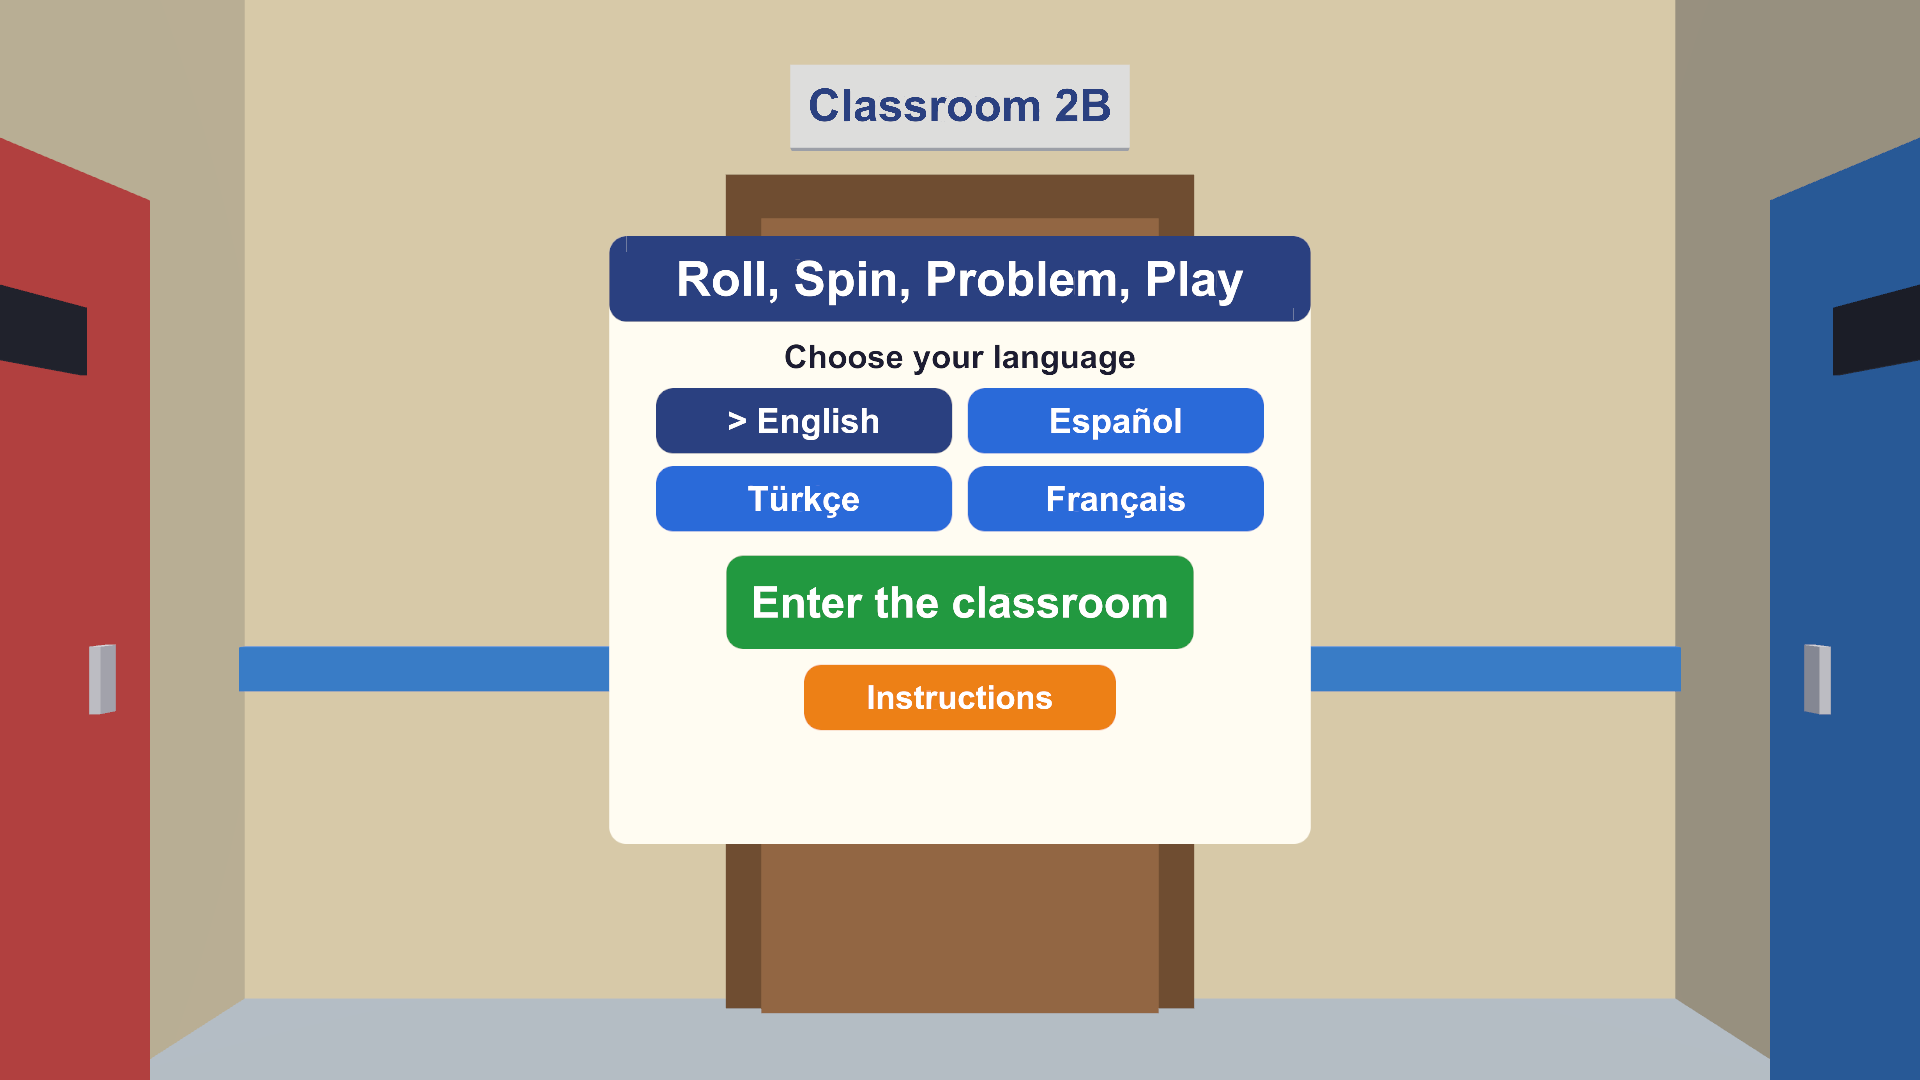 Classroom 2B
Roll, Spin, Problem, Play
Choose your language
> English
Español
Türkçe
Français
Enter the classroom
Instructions